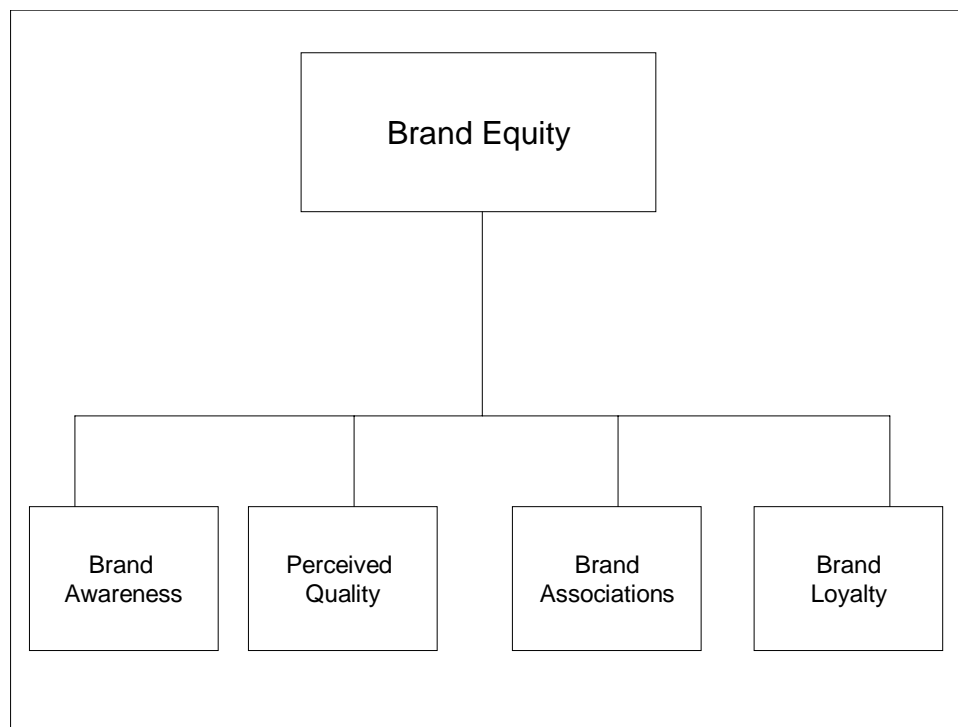 Brand Equity
Brand
Awareness
Perceived
Quality
Brand
Associations
Brand
Loyalty